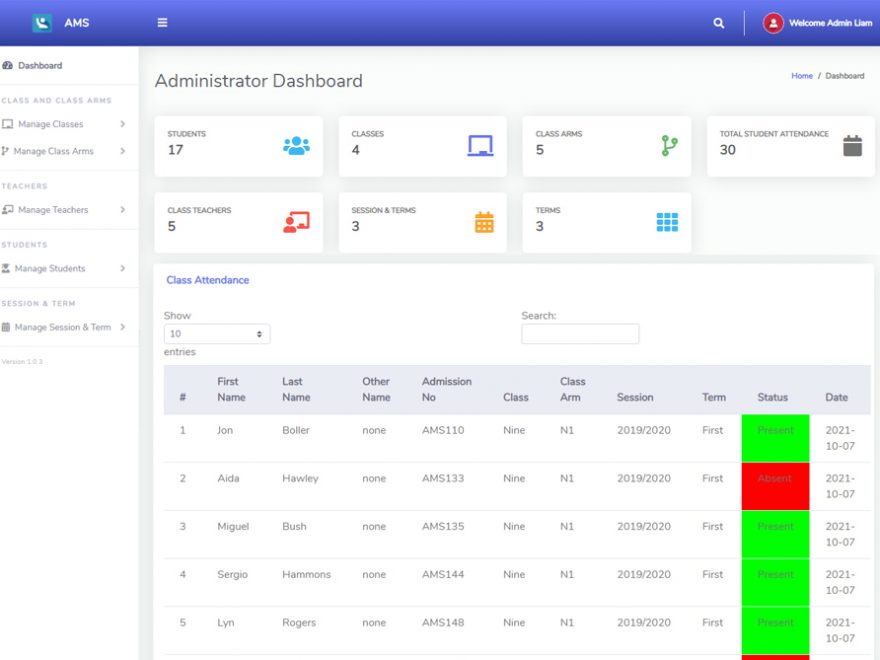 AMS
Welcome Admin Liam
Dashboard
CLASS AND CLASS ARMS
Manage Classes
Manage Class Arms
TEACHERS
Manage Teachers
STUDENTS
Manage Students
SESSION & TERM
Manage Session & Term
Version 1.0.3
Administrator Dashboard
Home / Dashboard
STUDENTS
17
CLASSES
4
CLASS ARMS
5
TOTAL STUDENT ATTENDANCE
30
CLASS TEACHERS
5
SESSION & TERMS
3
TERMS
3
Class Attendance
Show
10
entries
Search:
# First Name Last Name Other Name Admission No Class Class Arm Session Term Status Date
1 Jon Boller none AMS110 Nine N1 2019/2020 First Present 2021-10-07
2 Aida Hawley none AMS133 Nine N1 2019/2020 First Absent 2021-10-07
3 Miguel Bush none AMS135 Nine N1 2019/2020 First Present 2021-10-07
4 Sergio Hammons none AMS144 Nine N1 2019/2020 First Present 2021-10-07
5 Lyn Rogers none AMS148 Nine N1 2019/2020 First Present 2021-10-07